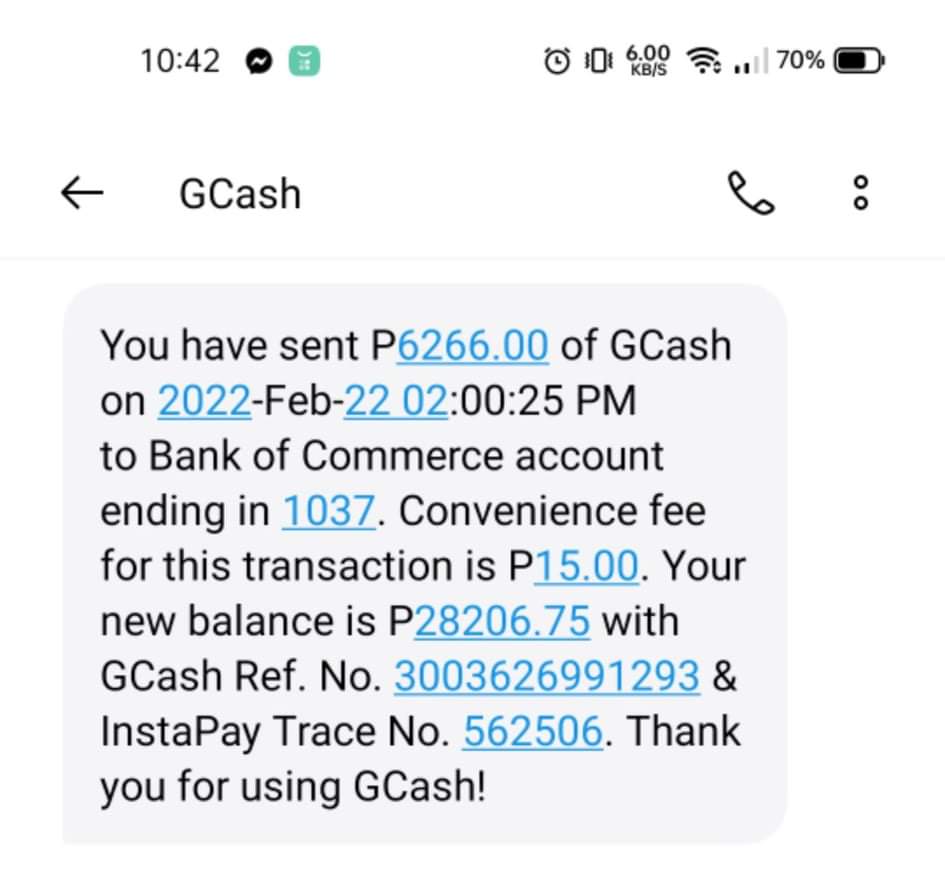 10:42 6.00 KB/S 70%
GCash
You have sent P6266.00 of GCash
on 2022-Feb-22 02:00:25 PM
to Bank of Commerce account
ending in 1037. Convenience fee
for this transaction is P15.00. Your
new balance is P28206.75 with
GCash Ref. No. 3003626991293 &
InstaPay Trace No. 562506. Thank
you for using GCash!